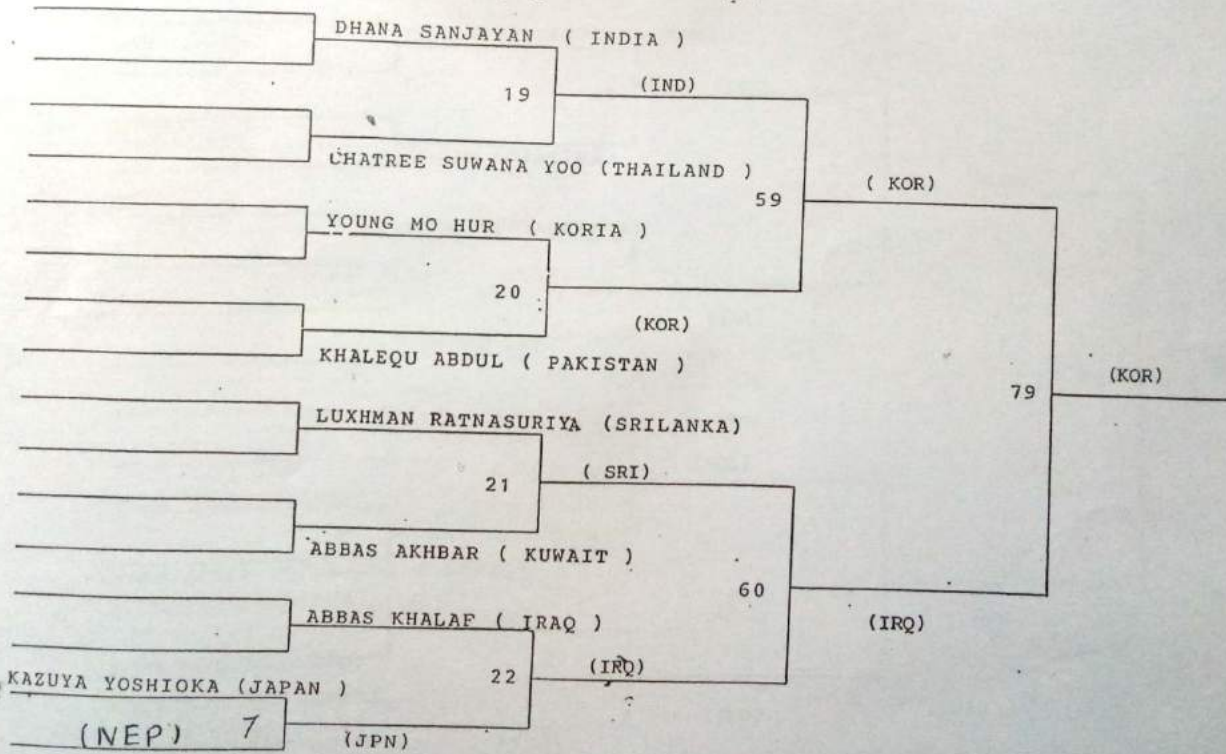 DHANA SANJAYAN ( INDIA )
(IND)
19
CHATREE SUWANA YOO (THAILAND )
( KOR)
59
YOUNG MO HUR ( KORIA )
20
(KOR)
KHALEQU ABDUL ( PAKISTAN )
(KOR)
79
LUXHMAN RATNASURIYA (SRILANKA)
( SRI)
21
ABBAS AKHBAR ( KUWAIT )
60
ABBAS KHALAF ( IRAQ )
(IRQ)
(IRQ)
22
KAZUYA YOSHIOKA (JAPAN )
(NEP) 7
(JPN)